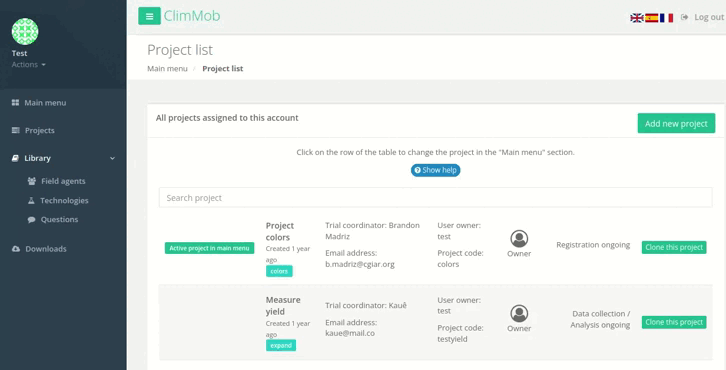 ClimMob
Log out
Test
Actions
Project list
Main menu
Project list
Main menu
Projects
Library
Field agents
Technologies
Questions
Downloads
All projects assigned to this account
Add new project
Click on the row of the table to change the project in the "Main menu" section.
Show help
Search project
Active project in main menu
Project
colors
Created 1 year
ago
colors
Trial coordinator: Brandon
Madriz
Email address:
b.madriz@cgiar.org
User owner:
test
Project code:
colors
Owner
Registration ongoing
Clone this project
Measure
yield
Created 1 year
ago
expand
Trial coordinator: Kauê
Email address:
kaue@mail.co
User owner:
test
Project code:
testyield
Owner
Data collection /
Analysis ongoing
Clone this project